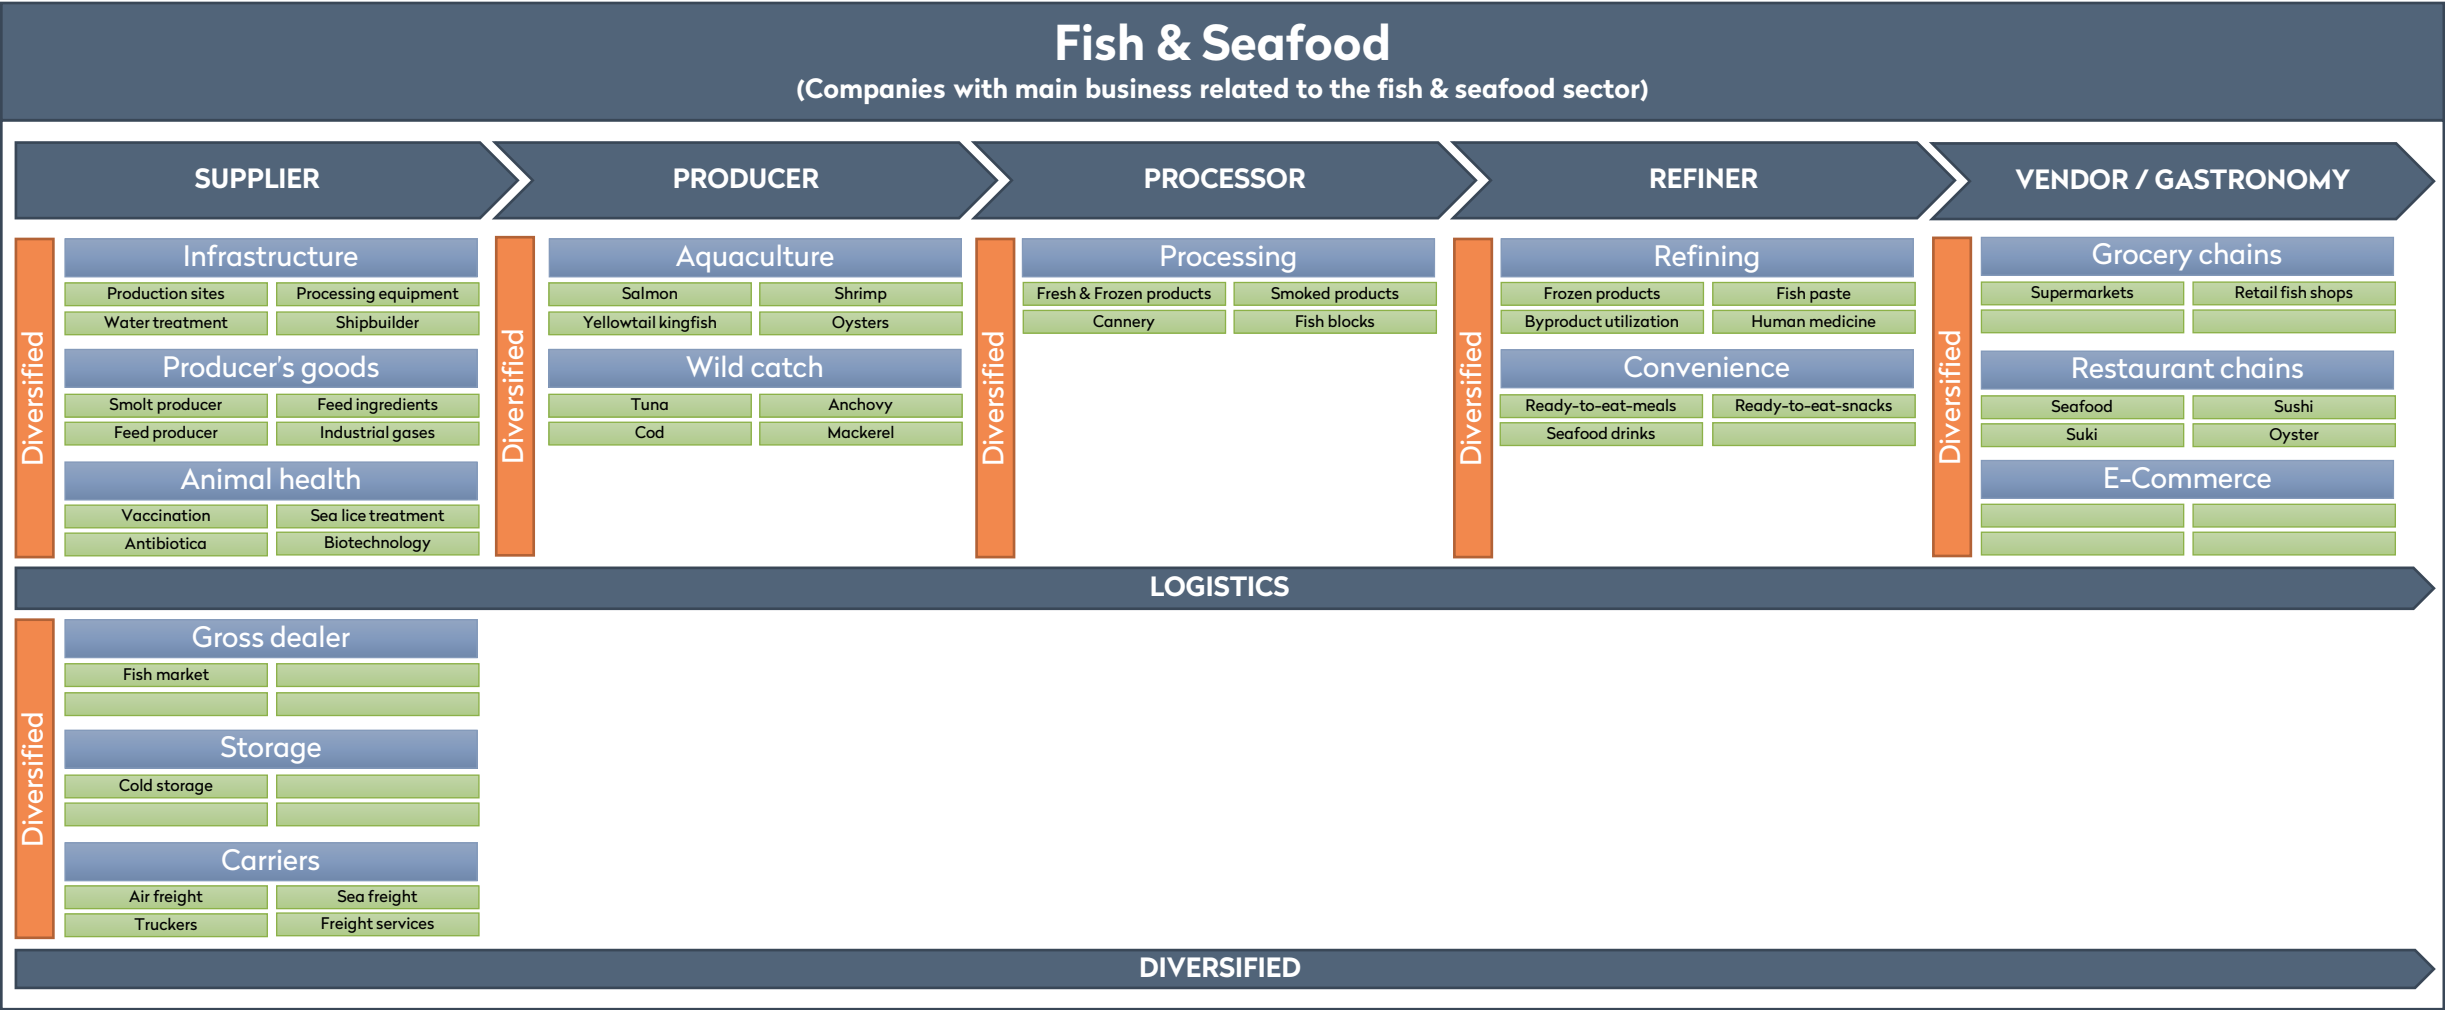 Fish & Seafood
(Companies with main business related to the fish & seafood sector)
SUPPLIER
PRODUCER
PROCESSOR
REFINER
VENDOR / GASTRONOMY
Diversified
Infrastructure
Production sites
Processing equipment
Water treatment
Shipbuilder
Producer's goods
Smolt producer
Feed ingredients
Feed producer
Industrial gases
Animal health
Vaccination
Sea lice treatment
Antibiotica
Biotechnology
Diversified
Aquaculture
Salmon
Shrimp
Yellowtail kingfish
Oysters
Wild catch
Tuna
Anchovy
Cod
Mackerel
Diversified
Processing
Fresh & Frozen products
Smoked products
Cannery
Fish blocks
Diversified
Refining
Frozen products
Fish paste
Byproduct utilization
Human medicine
Convenience
Ready-to-eat-meals
Ready-to-eat-snacks
Seafood drinks
Diversified
Grocery chains
Supermarkets
Retail fish shops
Restaurant chains
Seafood
Sushi
Suki
Oyster
E-Commerce
LOGISTICS
Diversified
Gross dealer
Fish market
Storage
Cold storage
Carriers
Air freight
Sea freight
Truckers
Freight services
DIVERSIFIED